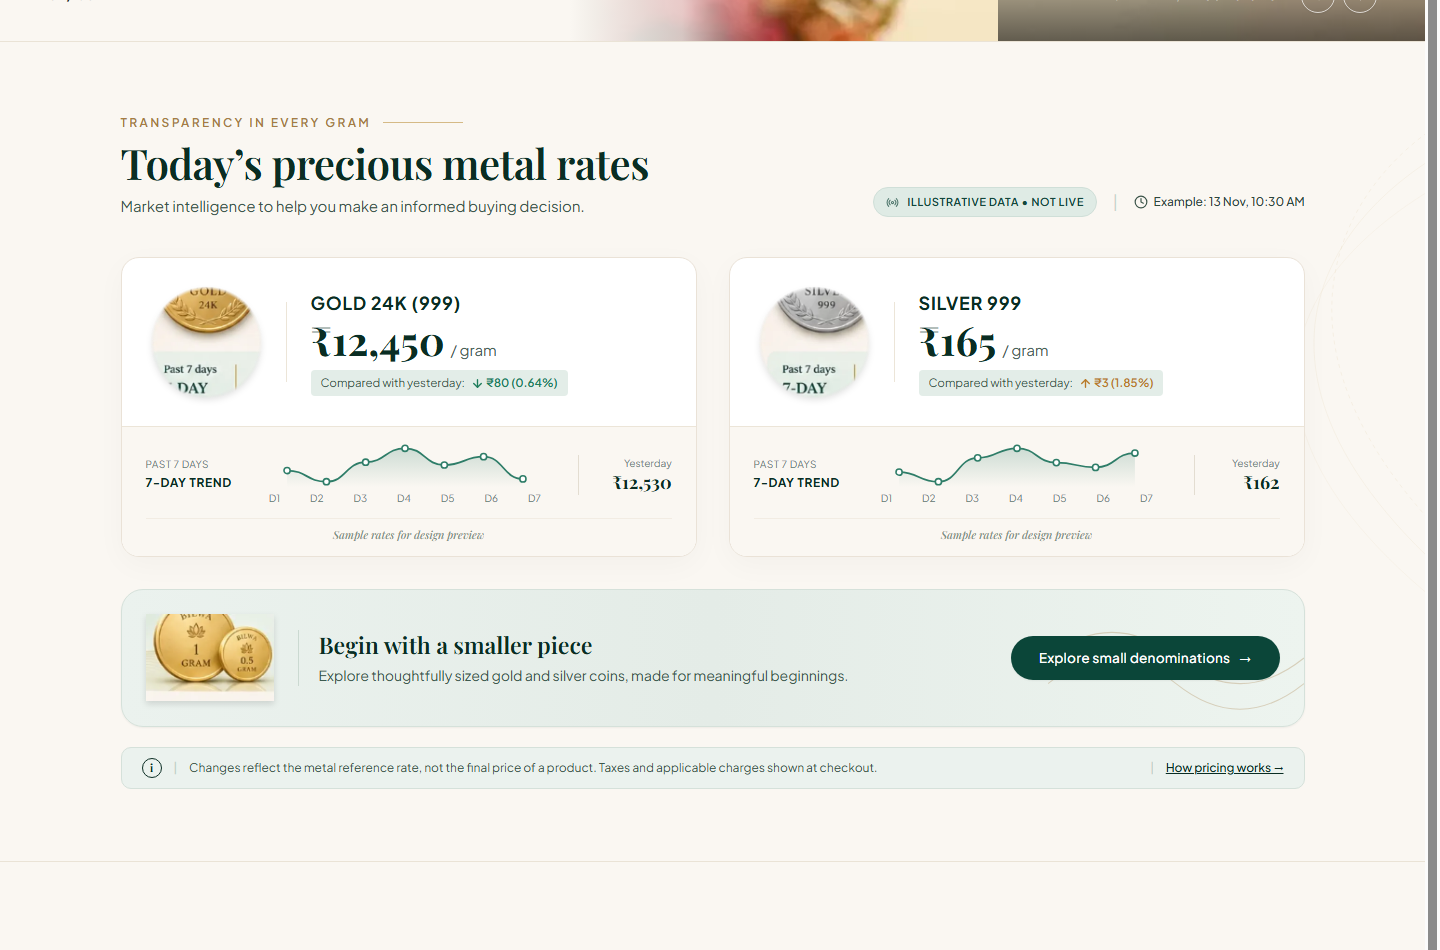 TRANSPARENCY IN EVERY GRAM
Today’s precious metal rates
Market intelligence to help you make an informed buying decision.
ILLUSTRATIVE DATA • NOT LIVE
Example: 13 Nov, 10:30 AM
GOLD
24K
Past 7 days
DAY
GOLD 24K (999)
₹12,450 / gram
Compared with yesterday: ↓ ₹80 (0.64%)
PAST 7 DAYS
7-DAY TREND
D1 D2 D3 D4 D5 D6 D7
Yesterday
₹12,530
Sample rates for design preview
SILVER
999
Past 7 days
7-DAY
SILVER 999
₹165 / gram
Compared with yesterday: ↑ ₹3 (1.85%)
PAST 7 DAYS
7-DAY TREND
D1 D2 D3 D4 D5 D6 D7
Yesterday
₹162
Sample rates for design preview
BILWA
1
GRAM
BILWA
0.5
GRAM
Begin with a smaller piece
Explore thoughtfully sized gold and silver coins, made for meaningful beginnings.
Explore small denominations →
i
Changes reflect the metal reference rate, not the final price of a product. Taxes and applicable charges shown at checkout.
How pricing works →